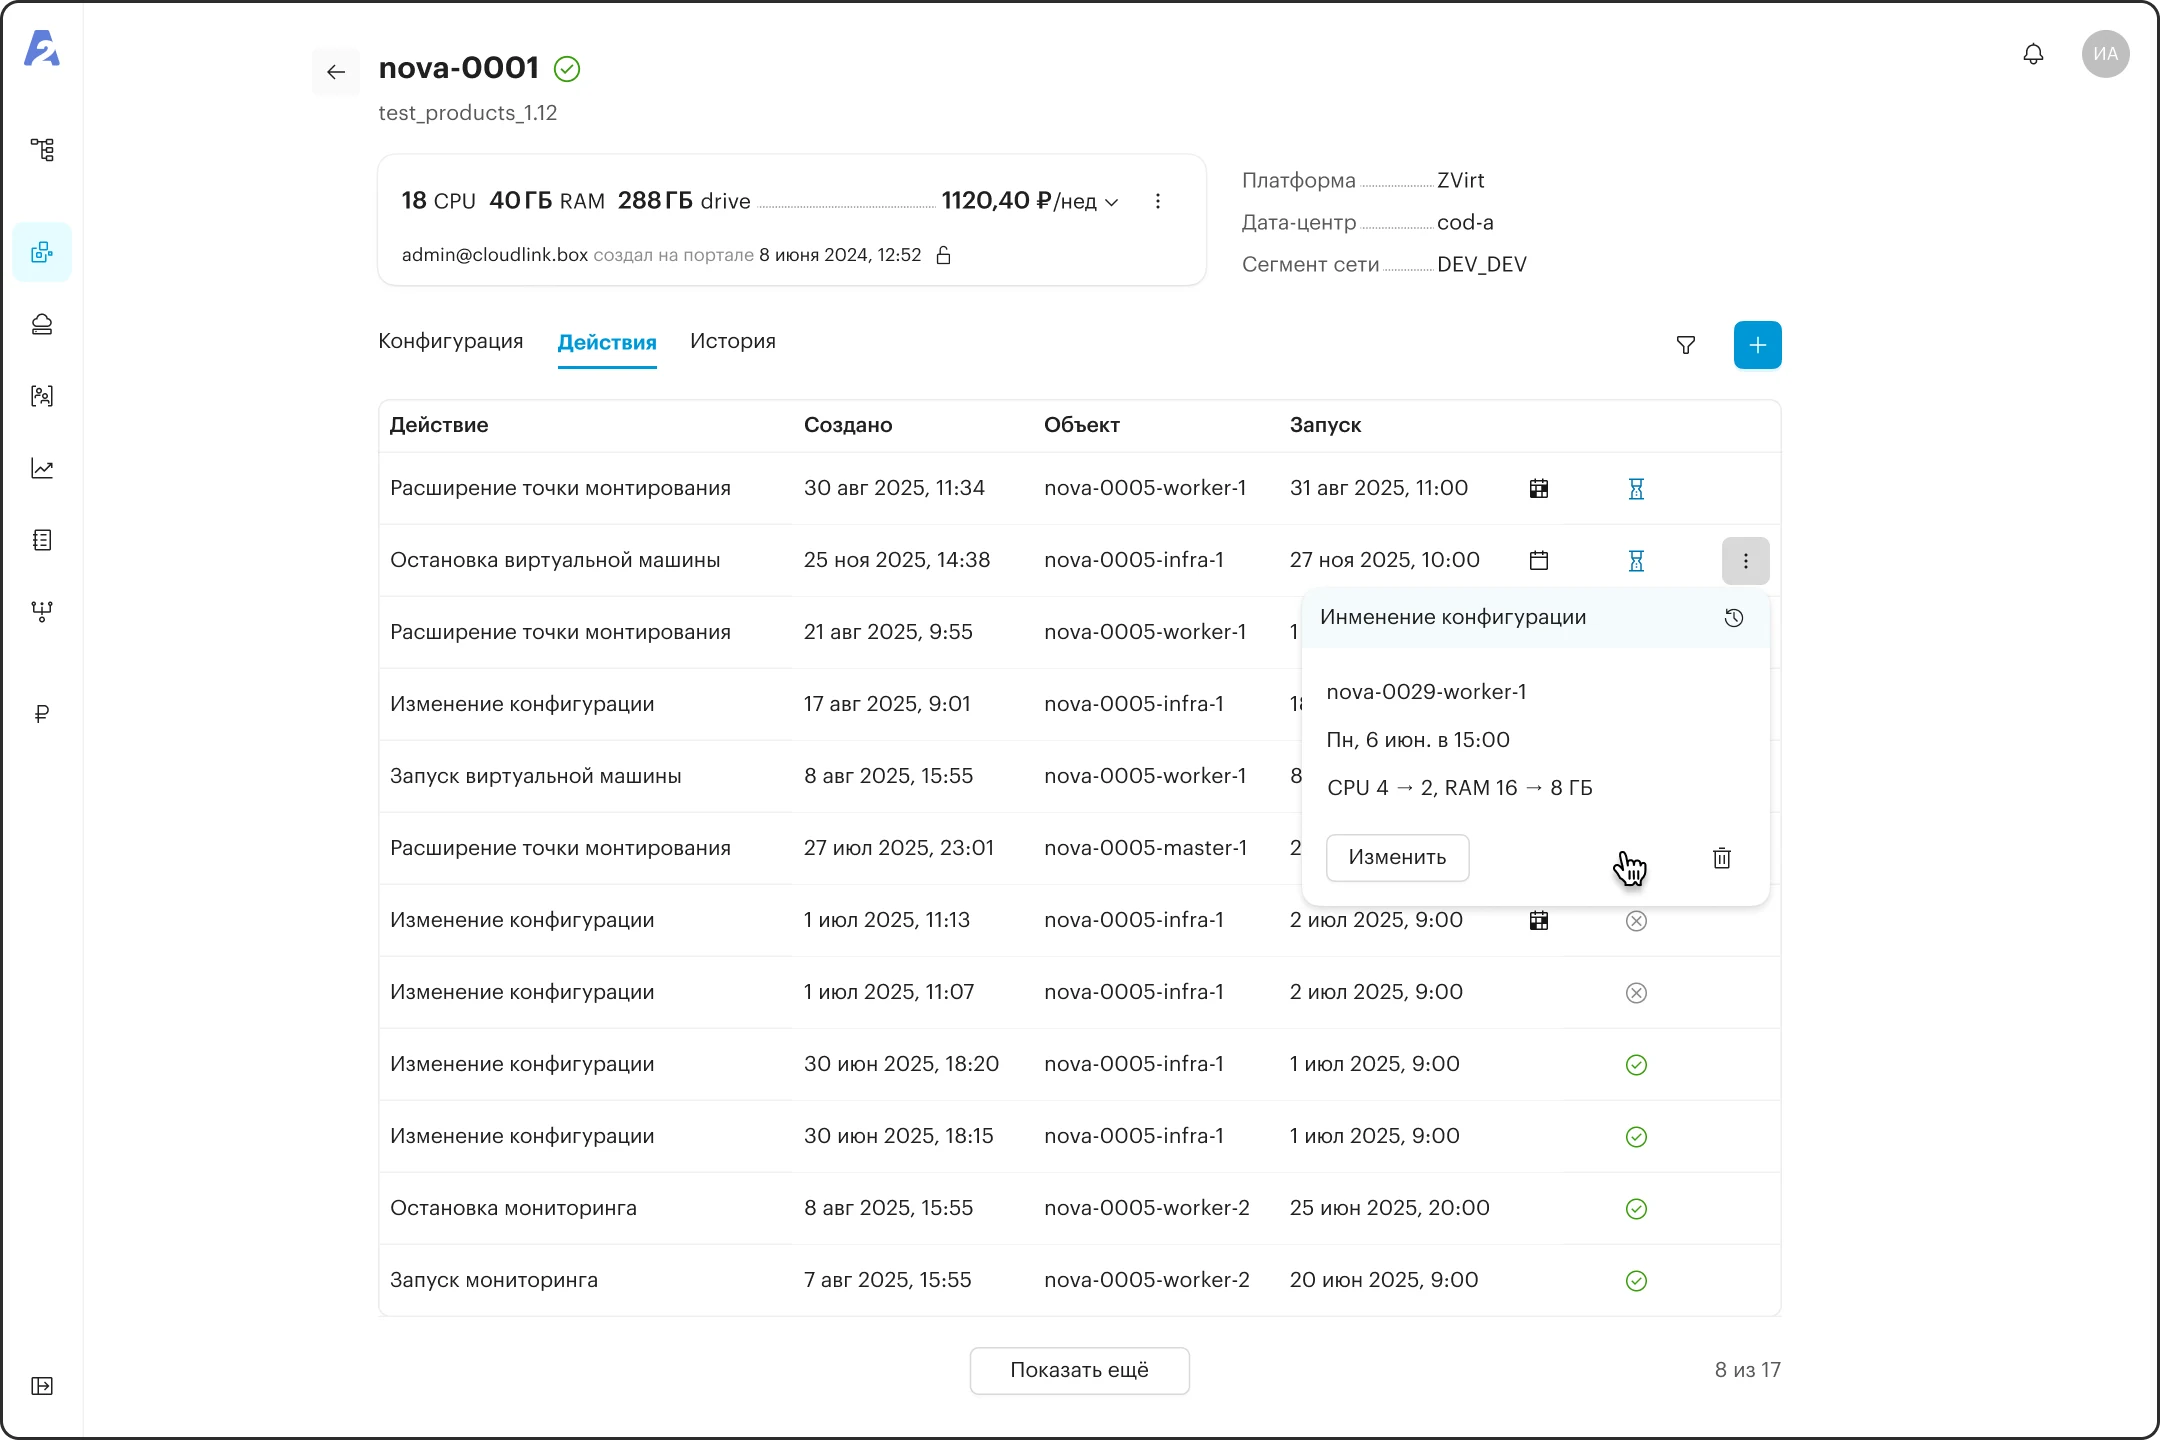 nova-0001
ИА
test_products_1.12
18 CPU 40 ГБ RAM 288 ГБ drive 1120,40 ₽/нед
admin@cloudlink.box создал на портале 8 июня 2024, 12:52
Платформа ZVirt
Дата-центр cod-a
Сегмент сети DEV_DEV
Конфигурация Действия История
Действие Создано Объект Запуск
Расширение точки монтирования 30 авг 2025, 11:34 nova-0005-worker-1 31 авг 2025, 11:00
Остановка виртуальной машины 25 ноя 2025, 14:38 nova-0005-infra-1 27 ноя 2025, 10:00
Расширение точки монтирования 21 авг 2025, 9:55 nova-0005-worker-1 1
Изменение конфигурации 17 авг 2025, 9:01 nova-0005-infra-1
Запуск виртуальной машины 8 авг 2025, 15:55 nova-0005-worker-1 8
Расширение точки монтирования 27 июл 2025, 23:01 nova-0005-master-1 2
Инменение конфигурации
nova-0029-worker-1
Пн, 6 июн. в 15:00
CPU 4 → 2, RAM 16 → 8 ГБ
Изменить
Изменение конфигурации 1 июл 2025, 11:13 nova-0005-infra-1 2 июл 2025, 9:00
Изменение конфигурации 1 июл 2025, 11:07 nova-0005-infra-1 2 июл 2025, 9:00
Изменение конфигурации 30 июн 2025, 18:20 nova-0005-infra-1 1 июл 2025, 9:00
Изменение конфигурации 30 июн 2025, 18:15 nova-0005-infra-1 1 июл 2025, 9:00
Остановка мониторинга 8 авг 2025, 15:55 nova-0005-worker-2 25 июн 2025, 20:00
Запуск мониторинга 7 авг 2025, 15:55 nova-0005-worker-2 20 июн 2025, 9:00
Показать ещё
8 из 17